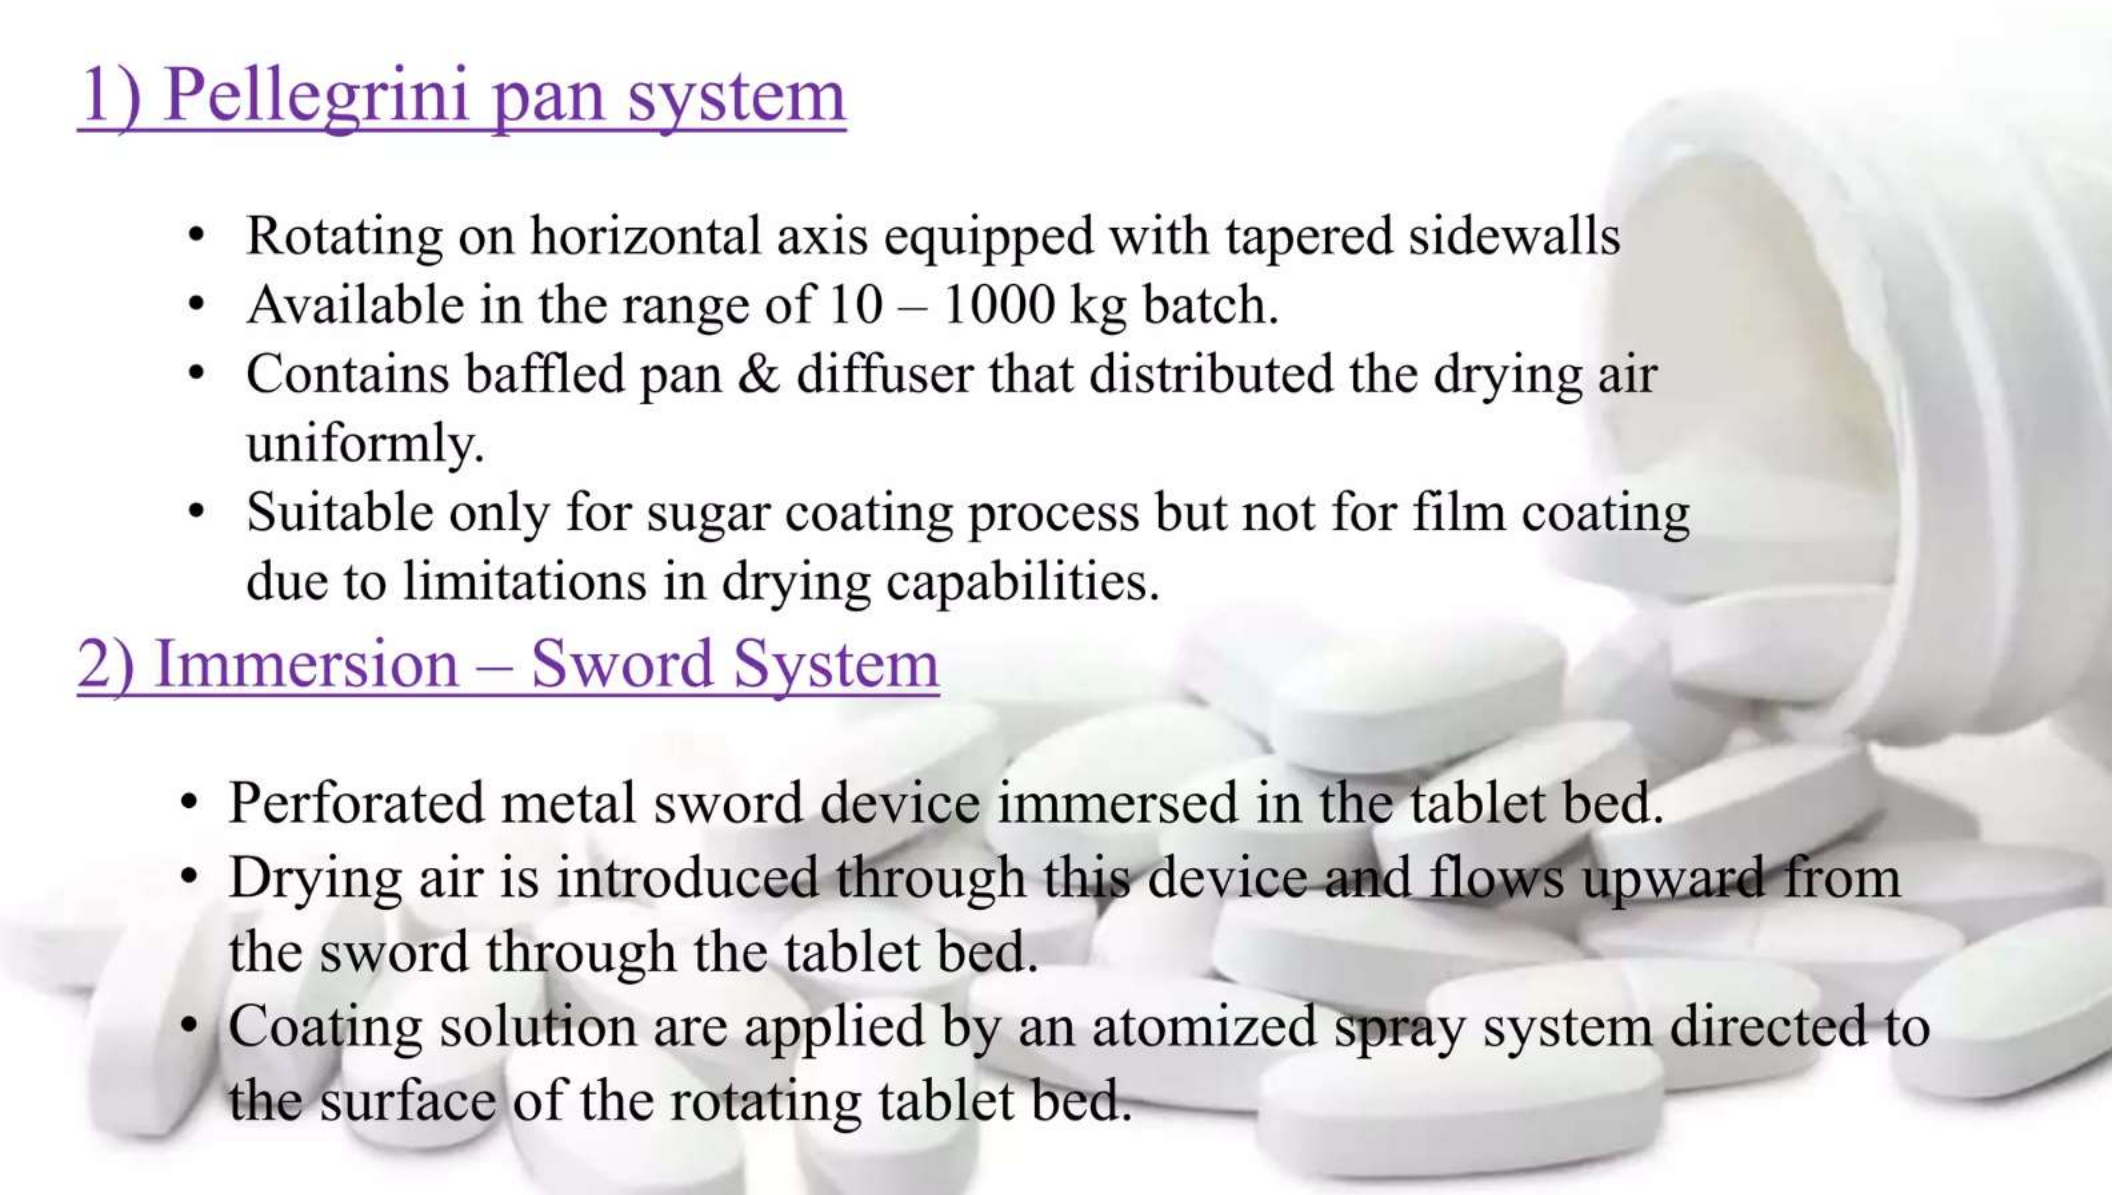 1) Pellegrini pan system
• Rotating on horizontal axis equipped with tapered sidewalls
• Available in the range of 10 – 1000 kg batch.
• Contains baffled pan & diffuser that distributed the drying air
uniformly.
• Suitable only for sugar coating process but not for film coating
due to limitations in drying capabilities.
2) Immersion – Sword System
• Perforated metal sword device immersed in the tablet bed.
• Drying air is introduced through this device and flows upward from
the sword through the tablet bed.
• Coating solution are applied by an atomized spray system directed to
the surface of the rotating tablet bed.